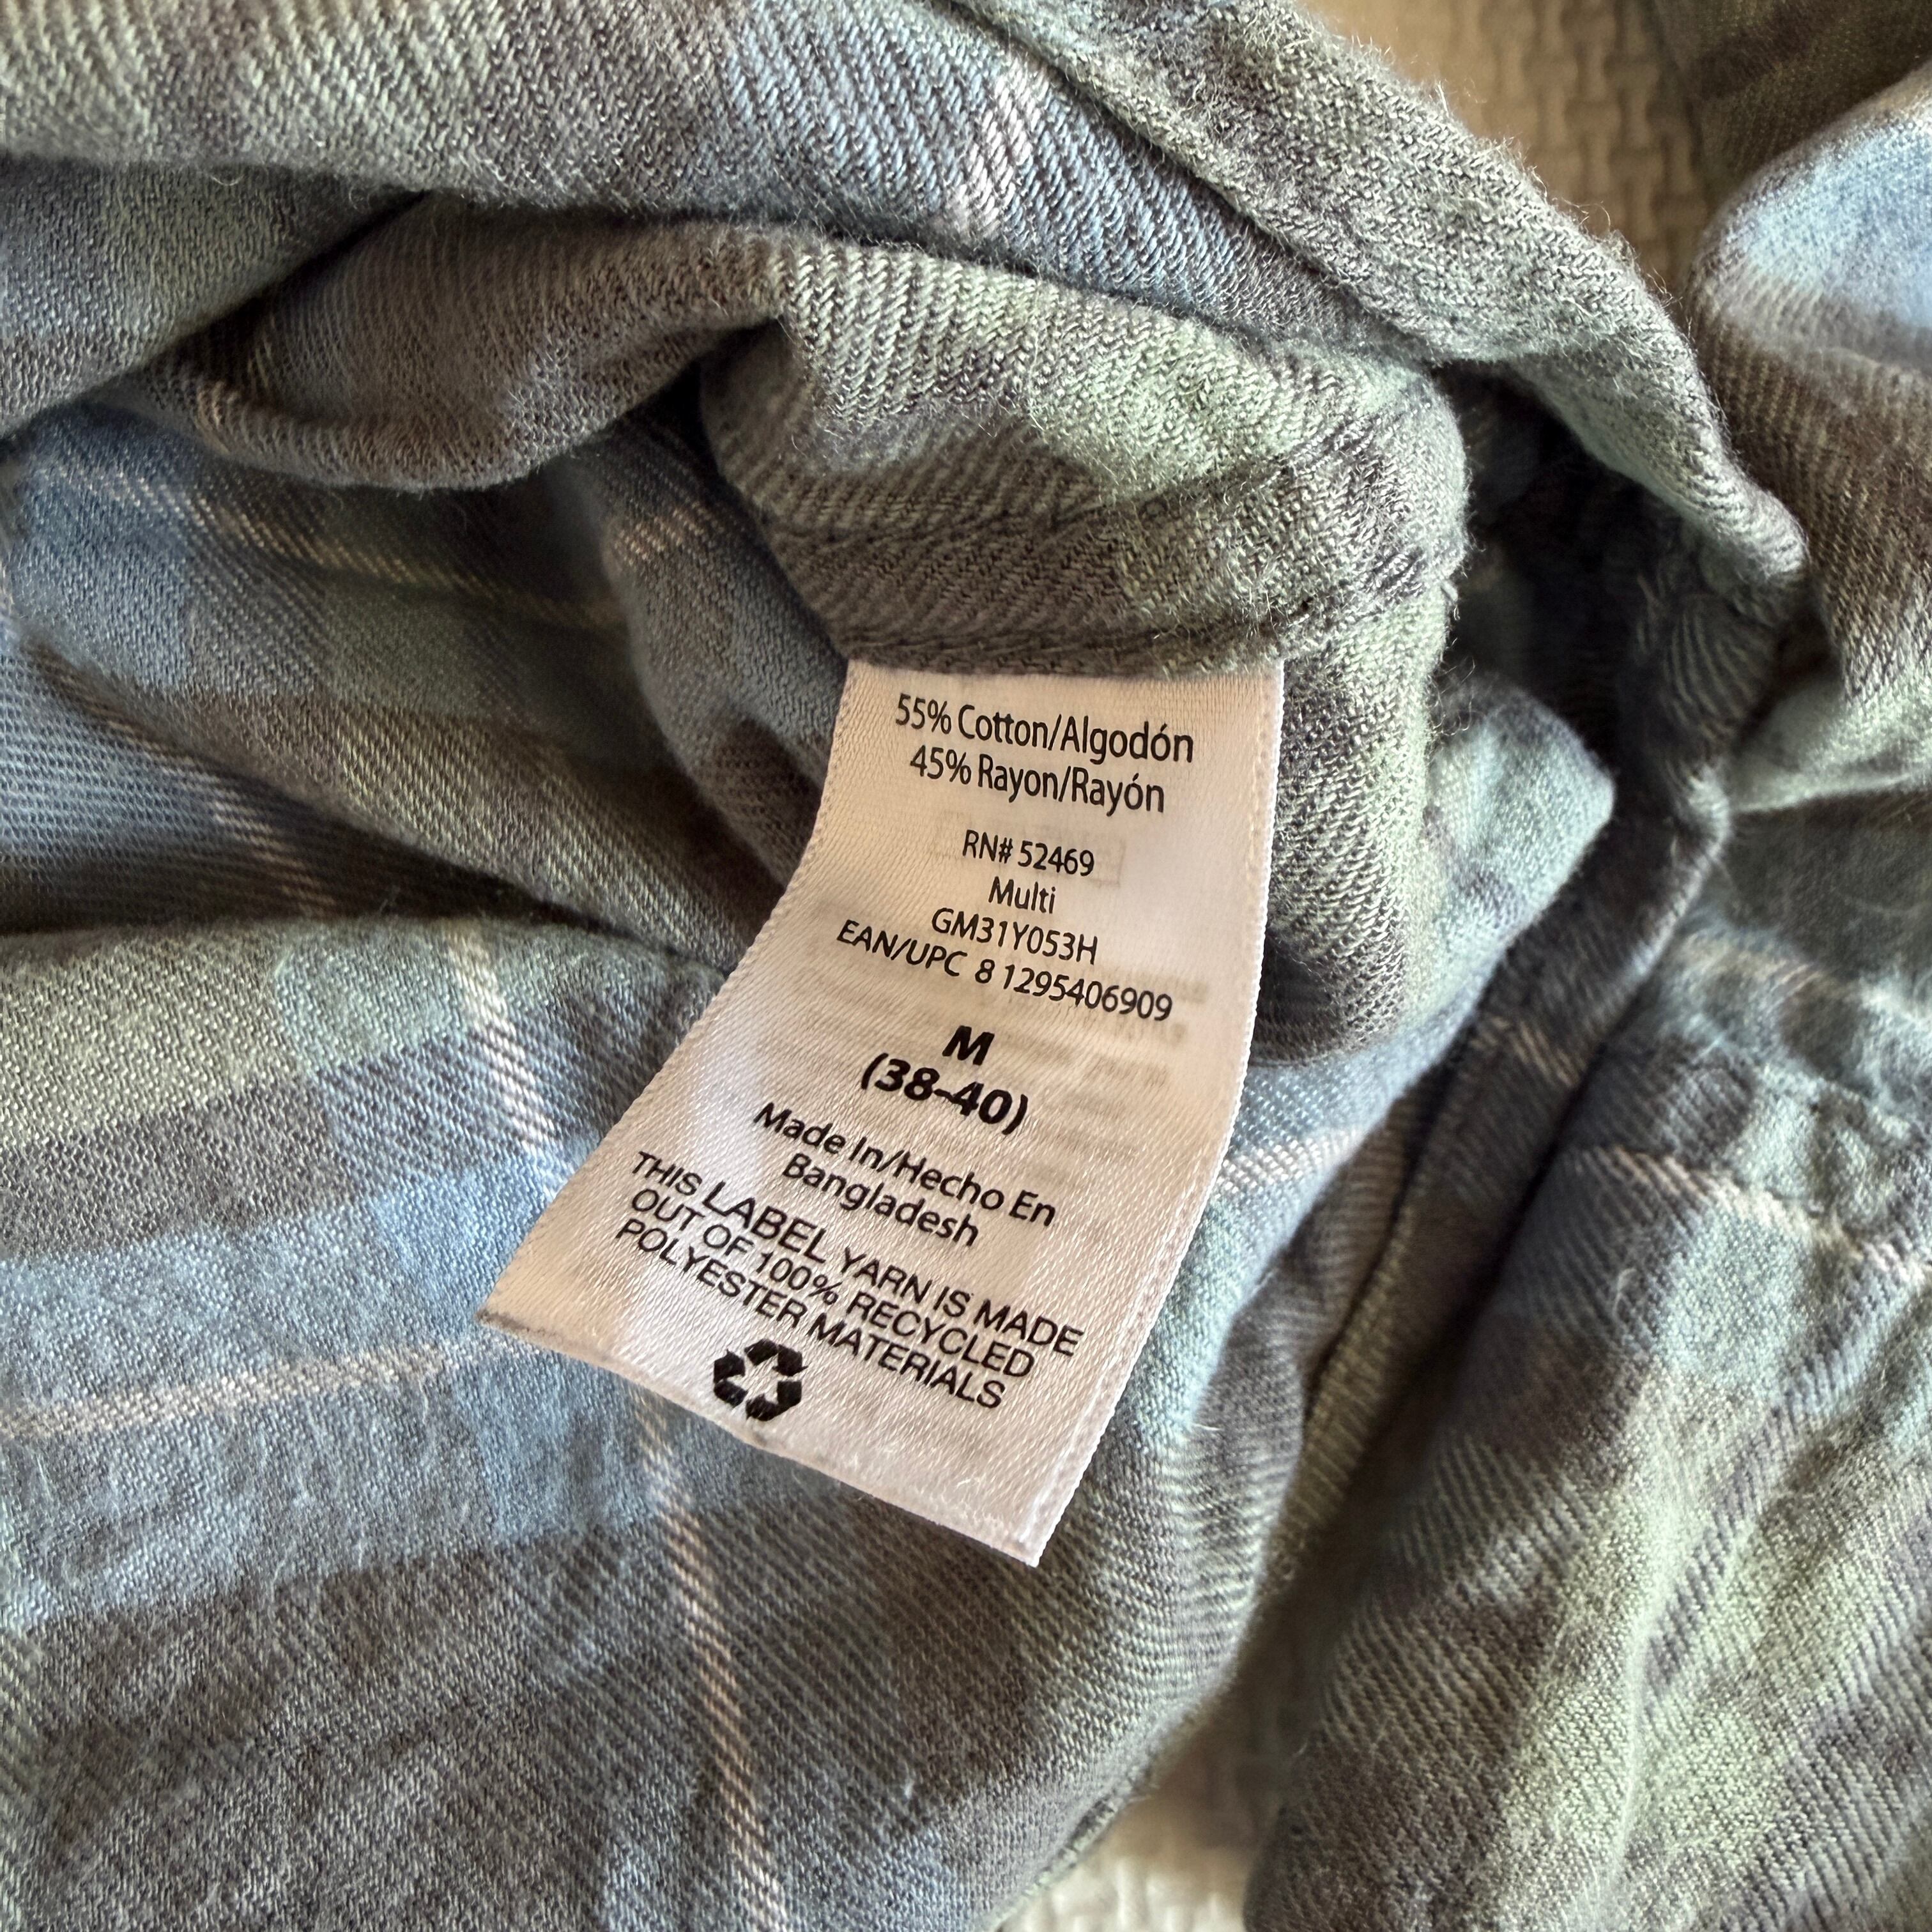 55% Cotton/Algodón
45% Rayon/Rayón
RN# 52469
Multi
GM31Y053H
EAN/UPC 8 1295406909
M
(38-40)
Made In/Hecho En
Bangladesh
THIS LABEL YARN IS MADE
OUT OF 100% RECYCLED
POLYESTER MATERIALS